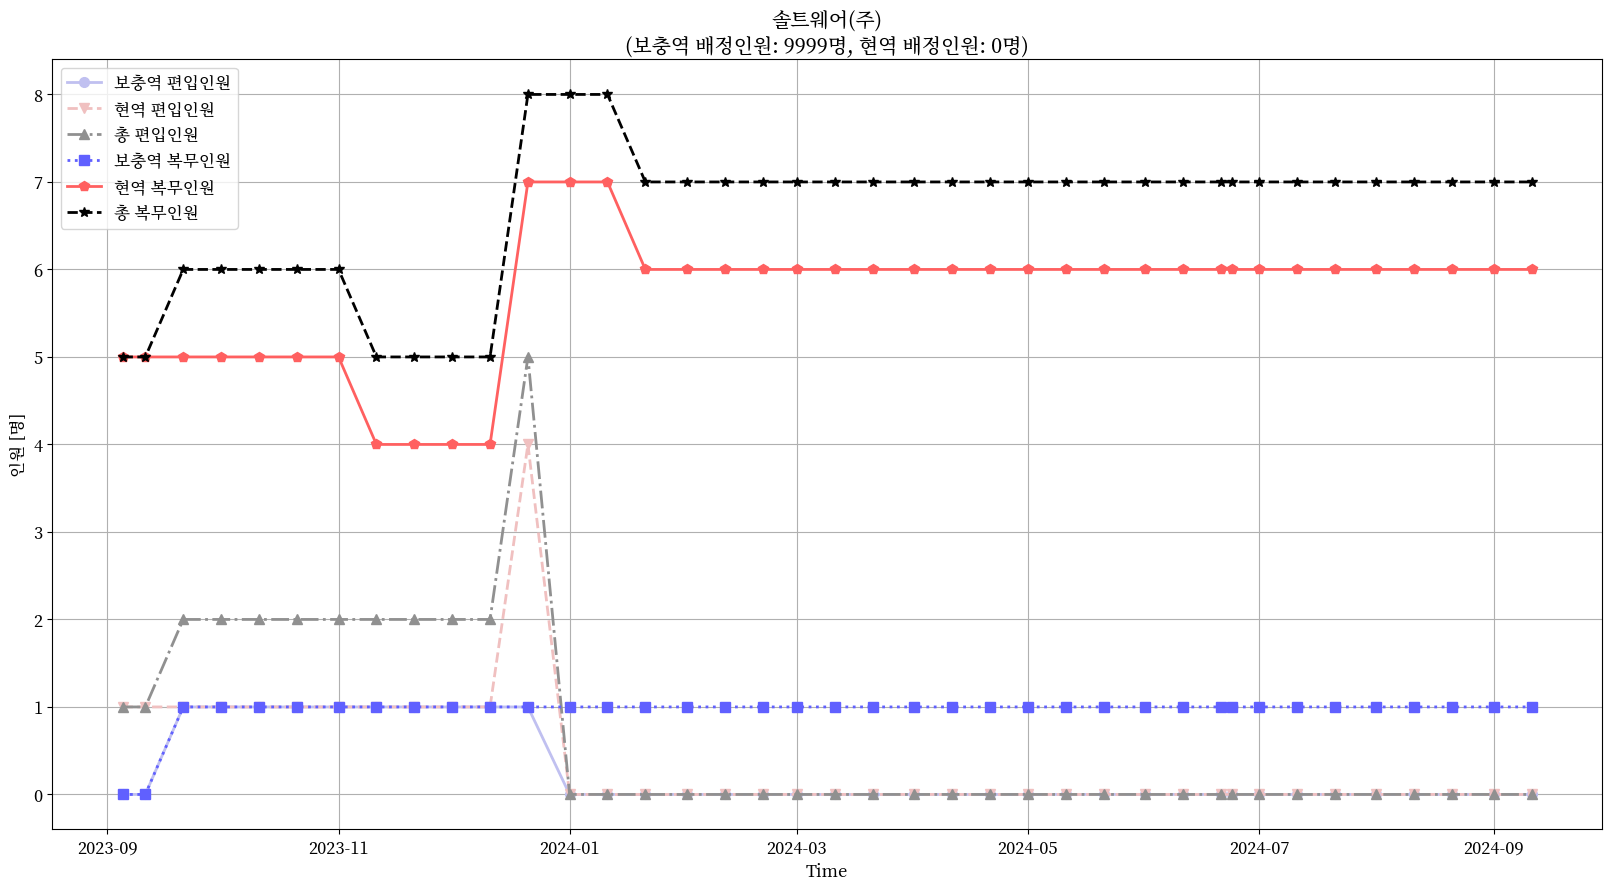 솔트웨어(주)
(보충역 배정인원: 9999명, 현역 배정인원: 0명)
보충역 편입인원
현역 편입인원
총 편입인원
보충역 복무인원
현역 복무인원
총 복무인원
인원 [명]
8
7
6
5
4
3
2
1
0
2023-09
2023-11
2024-01
2024-03
2024-05
2024-07
2024-09
Time